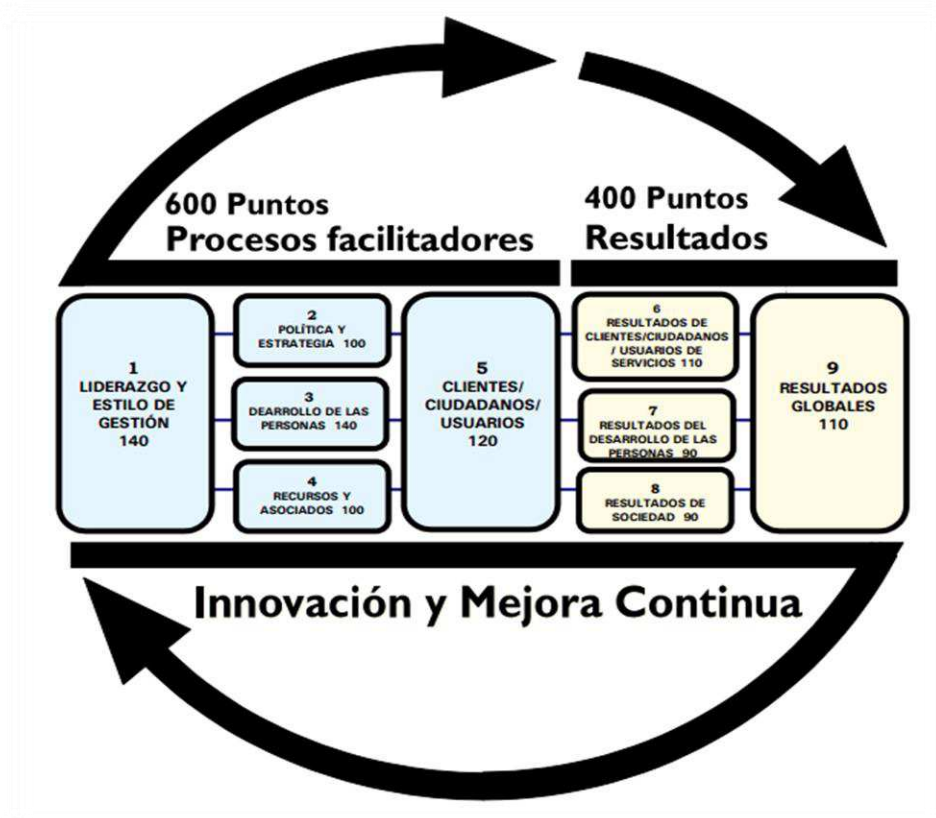 600 Puntos
Procesos facilitadores
400 Puntos
Resultados
1
LIDERAZGO Y
ESTILO DE
GESTIÓN
140
2
POLÍTICA Y
ESTRATEGIA 100
3
DEARROLLO DE LAS
PERSONAS 140
4
RECURSOS Y
ASOCIADOS 100
5
CLIENTES/
CIUDADANOS/
USUARIOS
120
6
RESULTADOS DE
CLIENTES/CIUDADANOS
/ USUARIOS DE
SERVICIOS 110
7
RESULTADOS DEL
DESARROLLO DE LAS
PERSONAS 90
8
RESULTADOS DE
SOCIEDAD 90
9
RESULTADOS
GLOBALES
110
Innovación y Mejora Continua